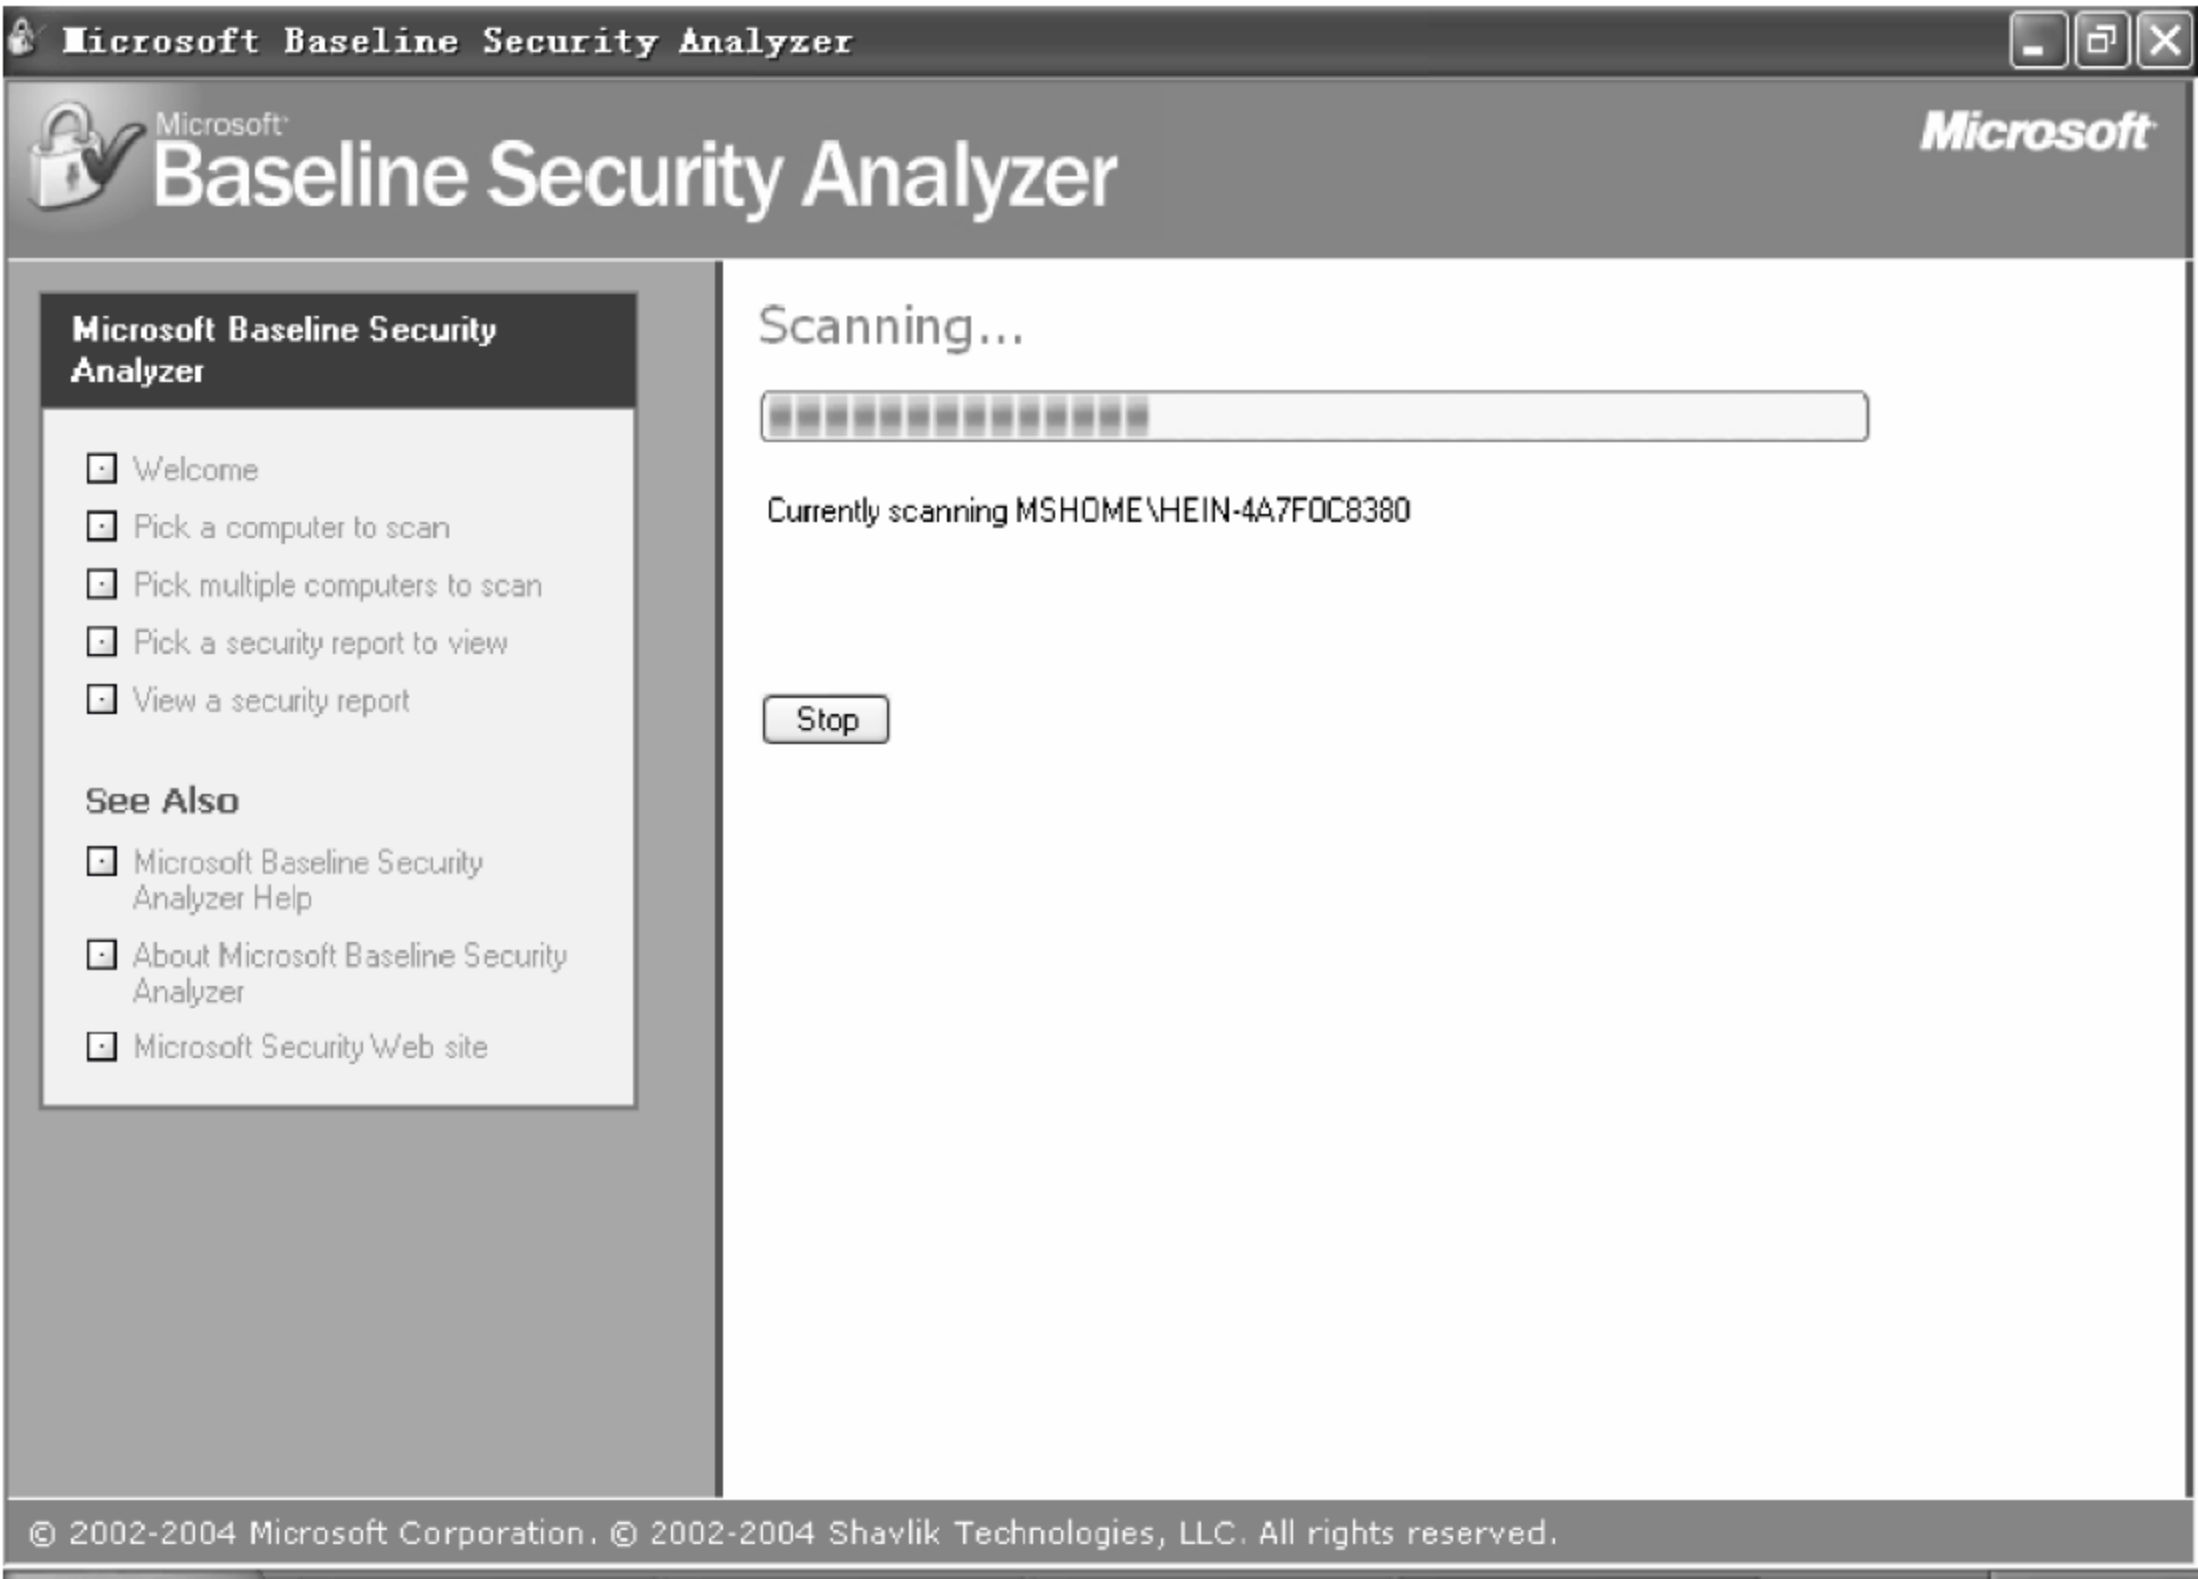 Microsoft Baseline Security Analyzer
Microsoft
Baseline Security Analyzer
Microsoft
Microsoft Baseline Security
Analyzer
Welcome
Pick a computer to scan
Pick multiple computers to scan
Pick a security report to view
View a security report
See Also
Microsoft Baseline Security
Analyzer Help
About Microsoft Baseline Security
Analyzer
Microsoft Security Web site
Scanning...
Currently scanning MSHOME\HEIN-4A7F0C8380
Stop
© 2002-2004 Microsoft Corporation. © 2002-2004 Shavlik Technologies, LLC. All rights reserved.